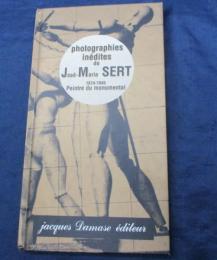 photographies
inédites
de
José-Maria SERT
1874-1945
Peintre du monumental
jacques Damase éditeur